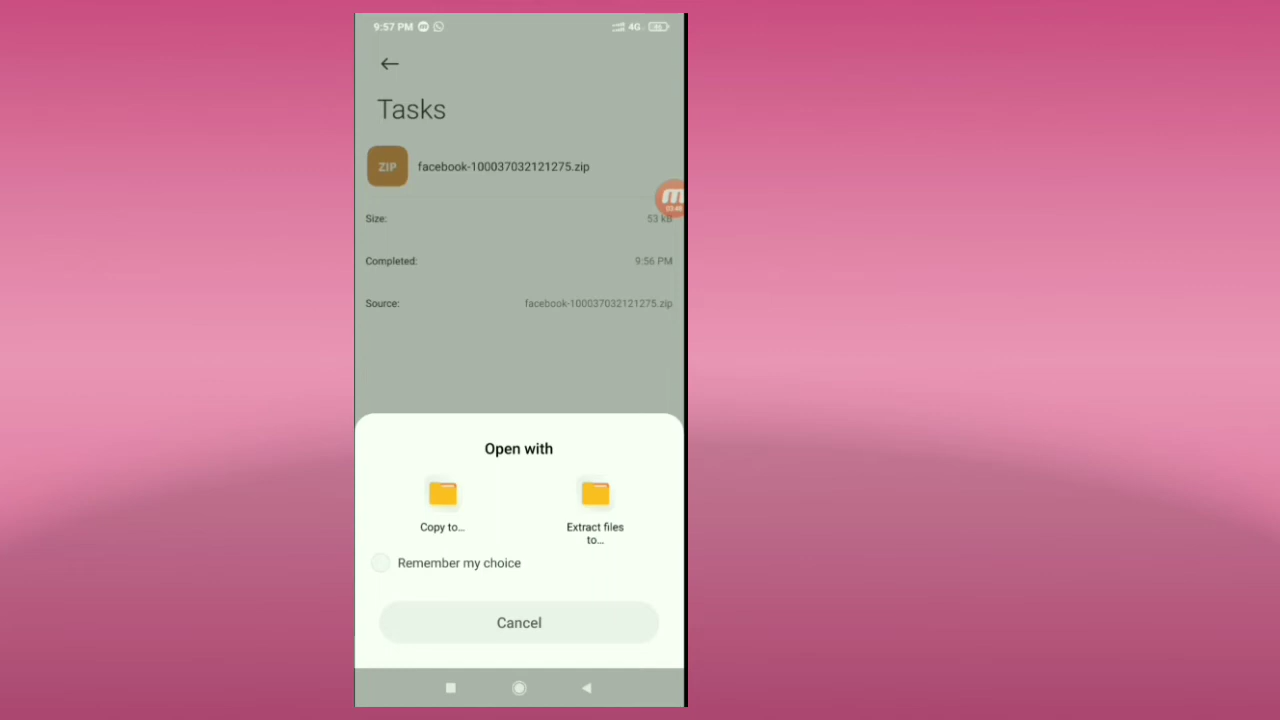 9:57 PM
4G
Tasks
ZIP
facebook-100037032121275.zip
Size:
53 kB
Completed:
9:56 PM
Source:
facebook-100037032121275.zip
Open with
Copy to...
Extract files
to...
Remember my choice
Cancel